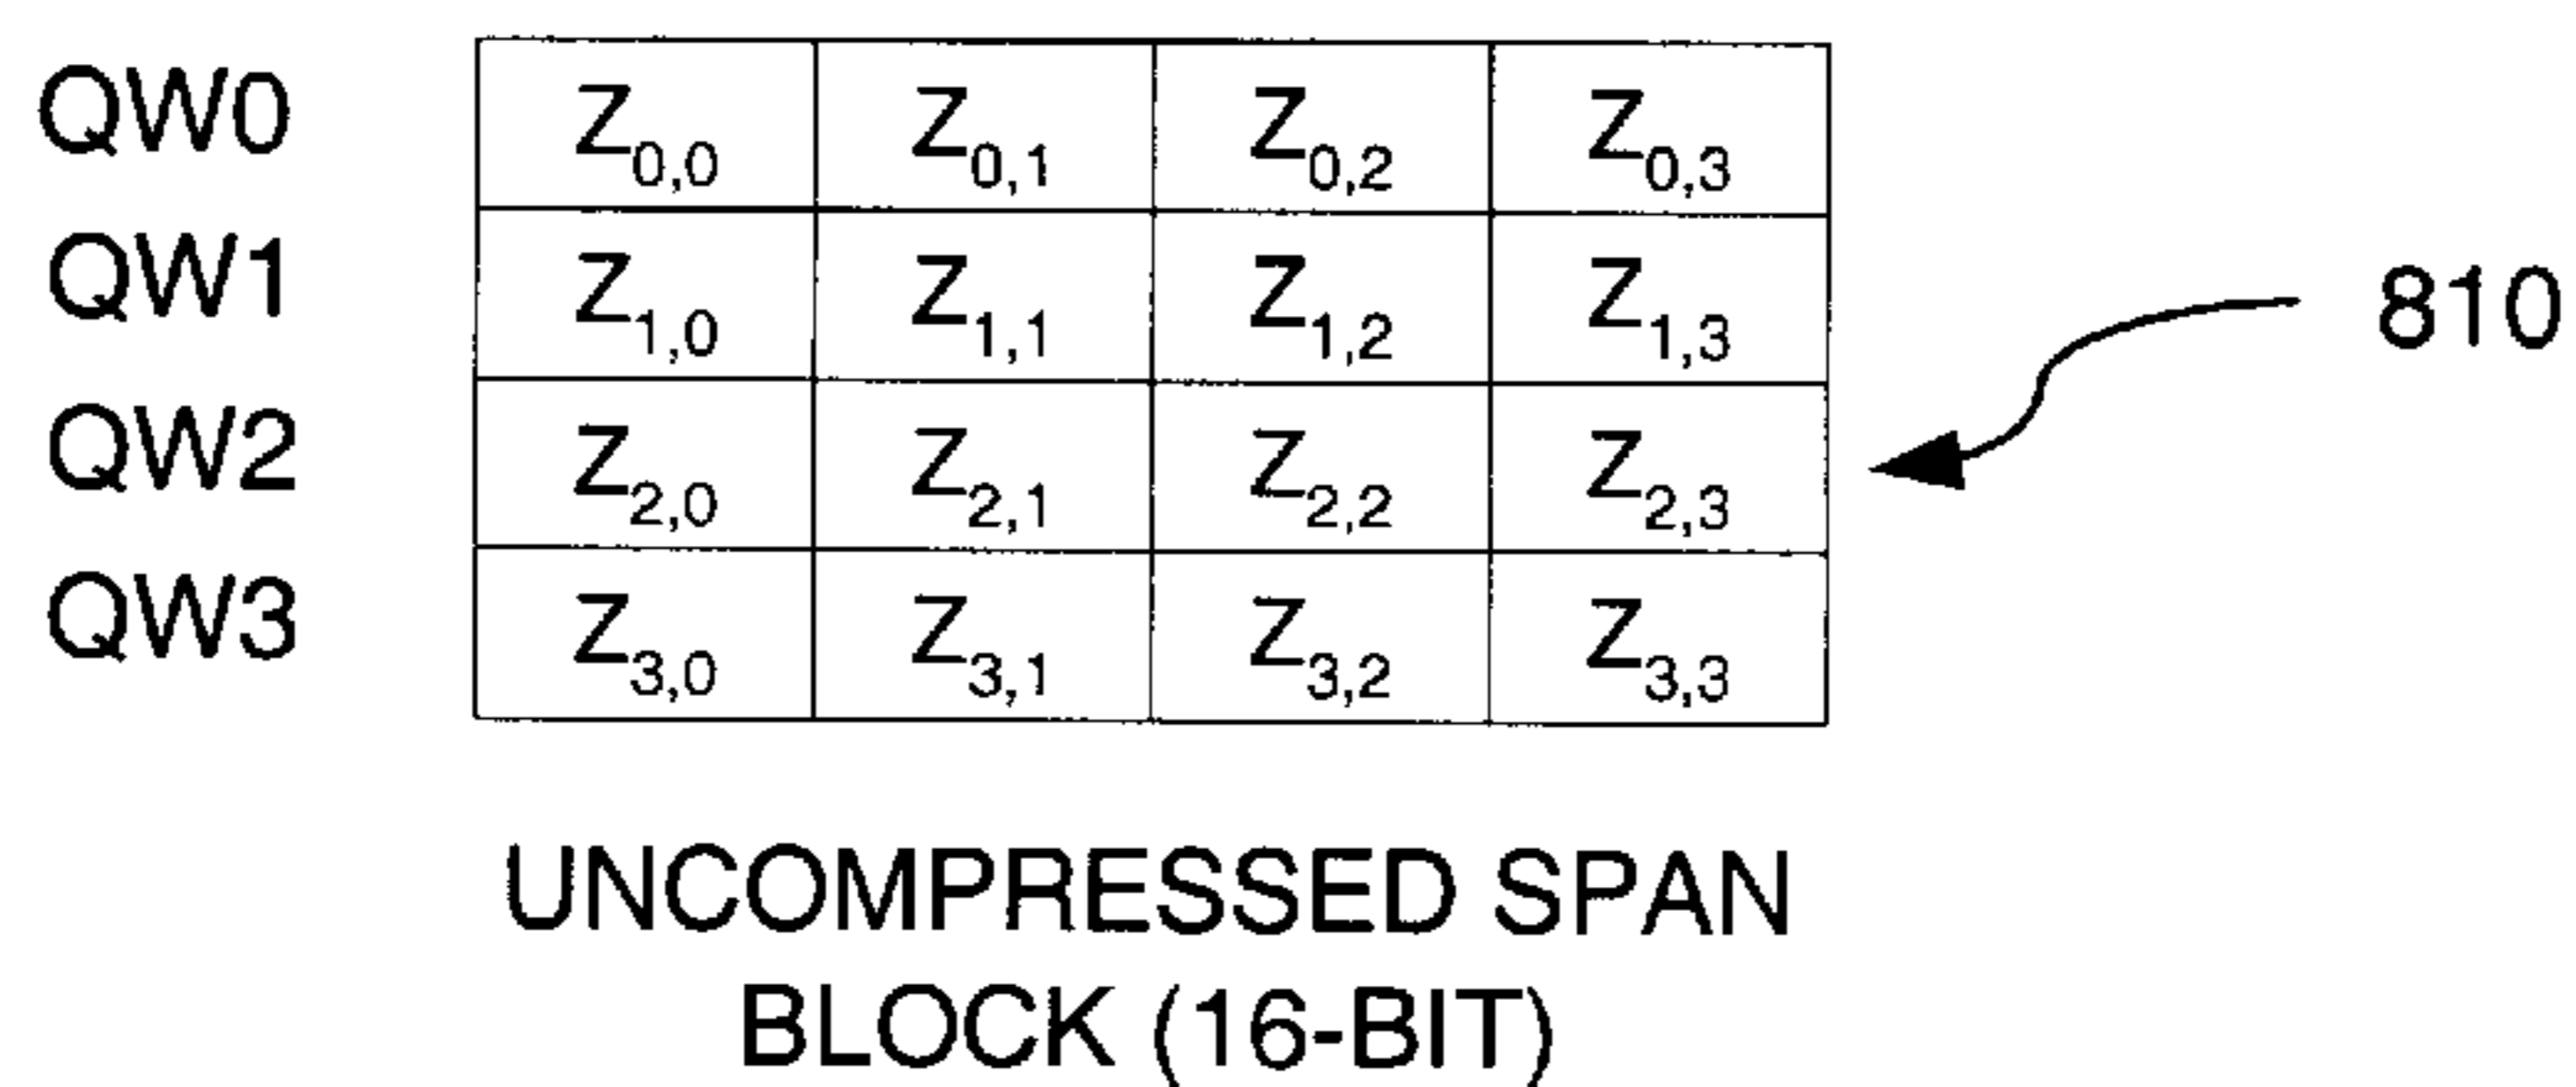 QW0 Z0,0 Z0,1 Z0,2 Z0,3
QW1 Z1,0 Z1,1 Z1,2 Z1,3
810
QW2 Z2,0 Z2,1 Z2,2 Z2,3
QW3 Z3,0 Z3,1 Z3,2 Z3,3
UNCOMPRESSED SPAN
BLOCK (16-BIT)